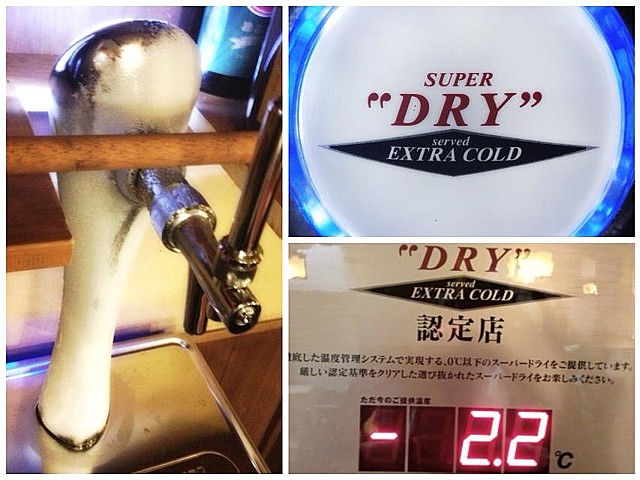 SUPER
“DRY”
served
EXTRA COLD
“DRY”
served
EXTRA COLD
認定店
底した温度管理システムで実現する、0℃以下のスーパードライをご提供しています。
厳しい認定基準をクリアした選び抜かれたスーパードライをお楽しみください。
ただ今のご提供温度
- 2.2 ℃